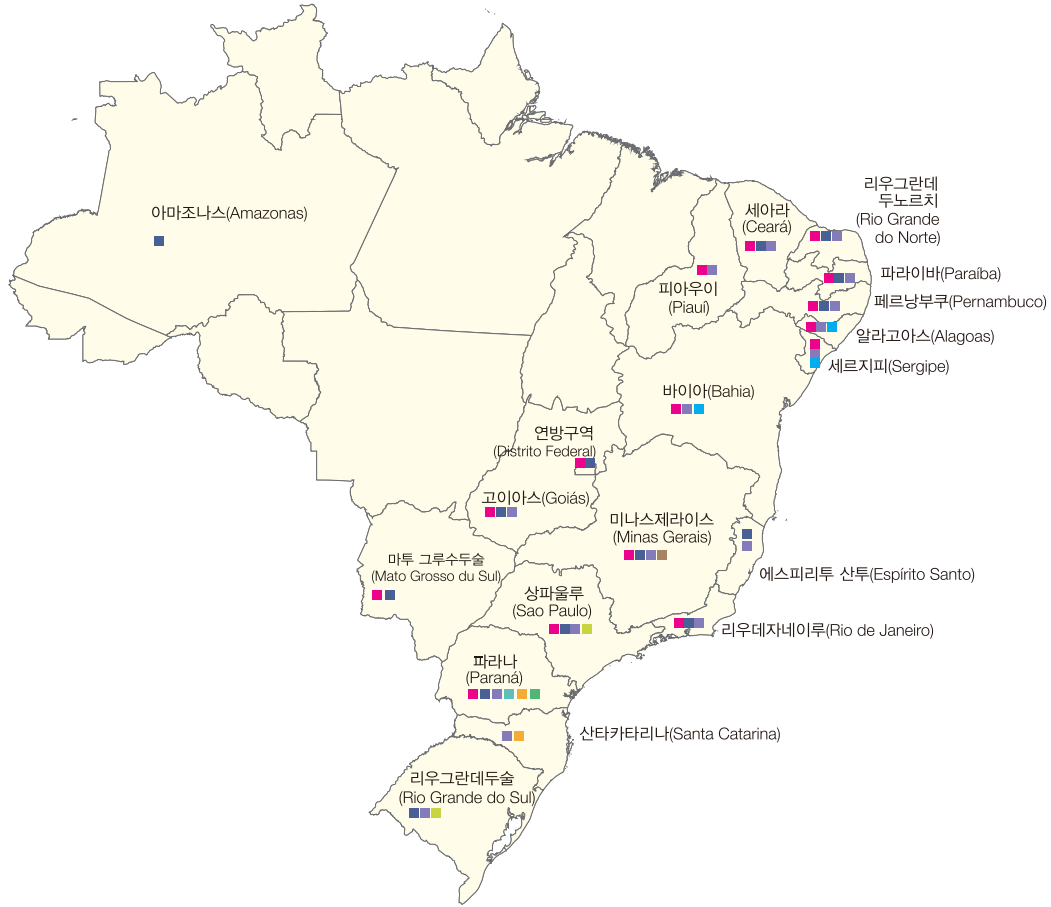 아마조나스(Amazonas)
세아라
(Ceará)
리우그란데
두노르치
(Rio Grande
do Norte)
피아우이
(Piauí)
파라이바(Paraíba)
페르낭부쿠(Pernambuco)
알라고아스(Alagoas)
세르지피(Sergipe)
바이아(Bahia)
연방구역
(Distrito Federal)
고이아스(Goiás)
미나스제라이스
(Minas Gerais)
마투 그루수두술
(Mato Grosso du Sul)
에스피리투 산투(Espírito Santo)
상파울루
(Sao Paulo)
리우데자네이루(Rio de Janeiro)
파라나
(Paraná)
산타카타리나(Santa Catarina)
리우그란데두술
(Rio Grande do Sul)